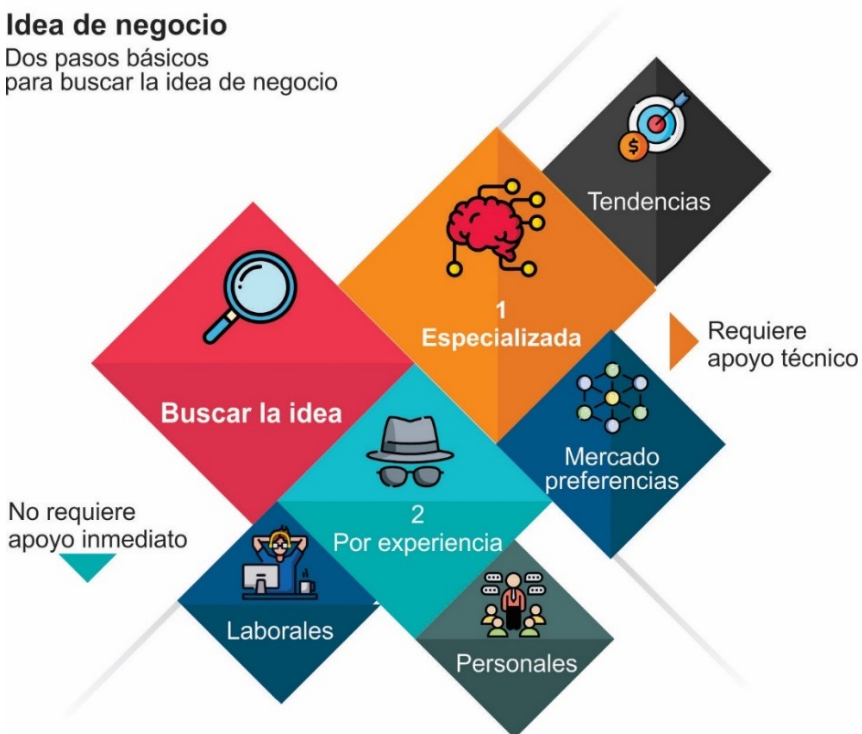 Idea de negocio
Dos pasos básicos
para buscar la idea de negocio
Tendencias
$
1
Especializada
Requiere
apoyo técnico
Buscar la idea
Mercado
preferencias
No requiere
apoyo inmediato
2
Por experiencia
Laborales
Personales